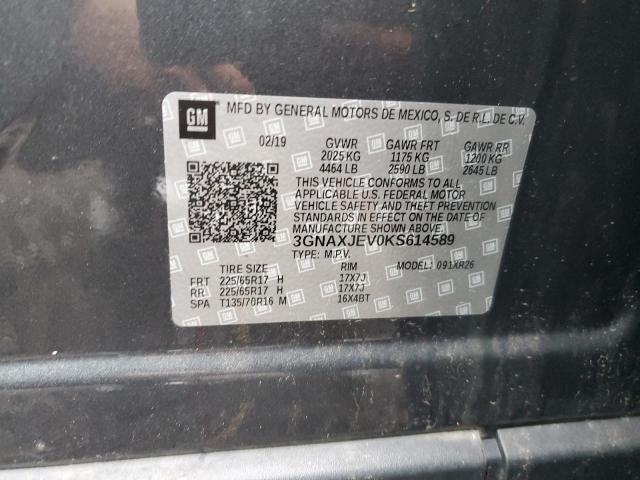 GM MFD BY GENERAL MOTORS DE MEXICO, S. DE R.L. DE C.V.
02/19 GVWR GAWR FRT GAWR RR
2025 KG 1175 KG 1200 KG
4464 LB 2590 LB 2645 LB
THIS VEHICLE CONFORMS TO ALL
APPLICABLE U.S. FEDERAL MOTOR
VEHICLE SAFETY AND THEFT PREVENTION
STANDARDS IN EFFECT ON THE DATE OF
MANUFACTURE SHOWN ABOVE.
3GNAXJEV0KS614589
TYPE: M.P.V. MODEL: 091XR26
TIRE SIZE RIM
FRT 225/65R17 H 17X7J
RR 225/65R17 H 17X7J
SPA T135/70R16 M 16X4BT